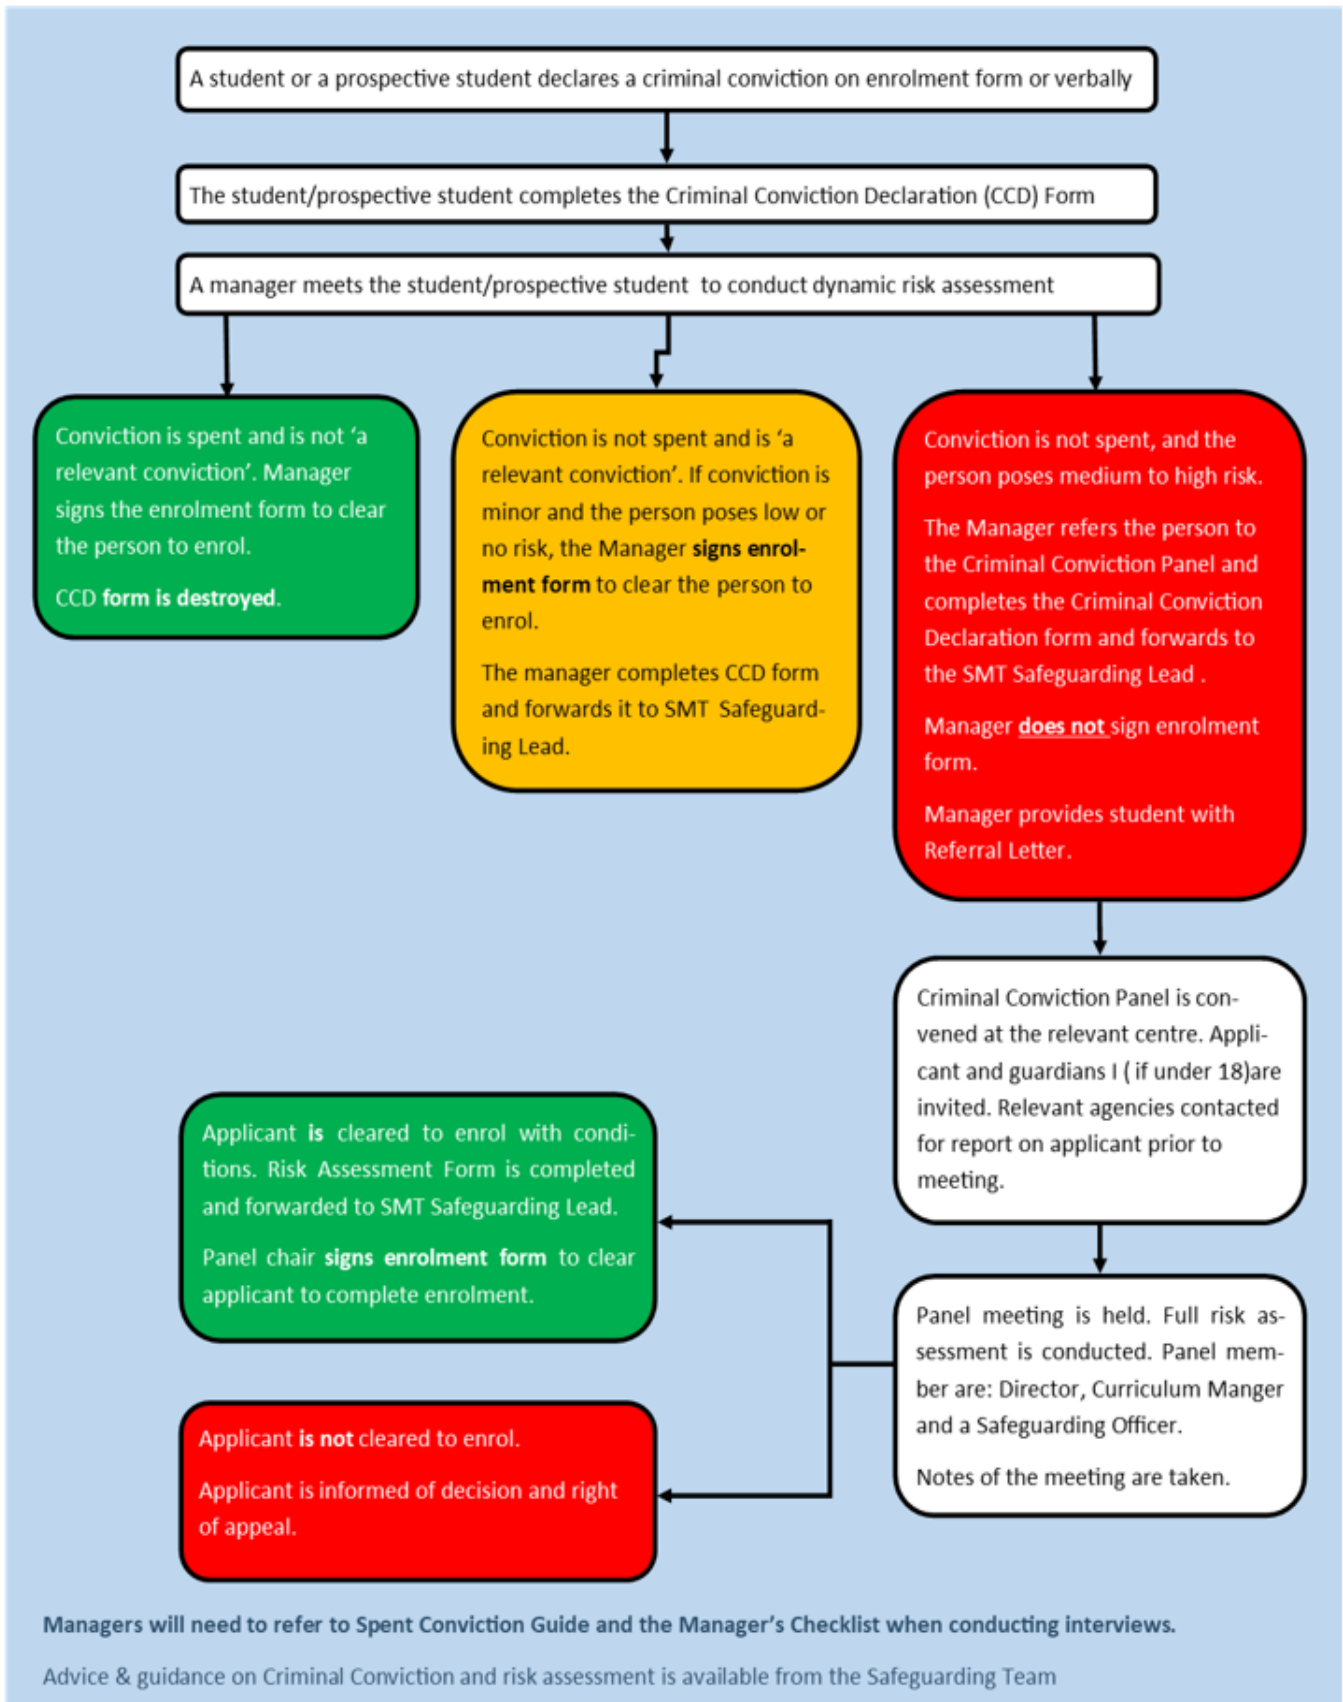 A student or a prospective student declares a criminal conviction on enrolment form or verbally
The student/prospective student completes the Criminal Conviction Declaration (CCD) Form
A manager meets the student/prospective student  to conduct dynamic risk assessment
Conviction is spent and is not ‘a
relevant conviction’. Manager
signs the enrolment form to clear
the person to enrol.
CCD form is destroyed.
Conviction is not spent and is ‘a
relevant conviction’. If conviction is
minor and the person poses low or
no risk, the Manager signs enrol-
ment form to clear the person to
enrol.
The manager completes CCD form
and forwards it to SMT  Safeguard-
ing Lead.
Conviction is not spent, and the
person poses medium to high risk.
The Manager refers the person to
the Criminal Conviction Panel and
completes the Criminal Conviction
Declaration form and forwards to
the SMT Safeguarding Lead .
Manager does not sign enrolment
form.
Manager provides student with
Referral Letter.
Criminal Conviction Panel is con-
vened at the relevant centre. Appli-
cant and guardians I ( if under 18)are
invited. Relevant agencies contacted
for report on applicant prior to
meeting.
Panel meeting is held. Full risk as-
sessment is conducted. Panel mem-
ber are: Director, Curriculum Manger
and a Safeguarding Officer.
Notes of the meeting are taken.
Applicant is cleared to enrol with condi-
tions. Risk Assessment Form is completed
and forwarded to SMT Safeguarding Lead.
Panel chair signs enrolment form to clear
applicant to complete enrolment.
Applicant is not cleared to enrol.
Applicant is informed of decision and right
of appeal.
Managers will need to refer to Spent Conviction Guide and the Manager’s Checklist when conducting interviews.
Advice & guidance on Criminal Conviction and risk assessment is available from the Safeguarding Team